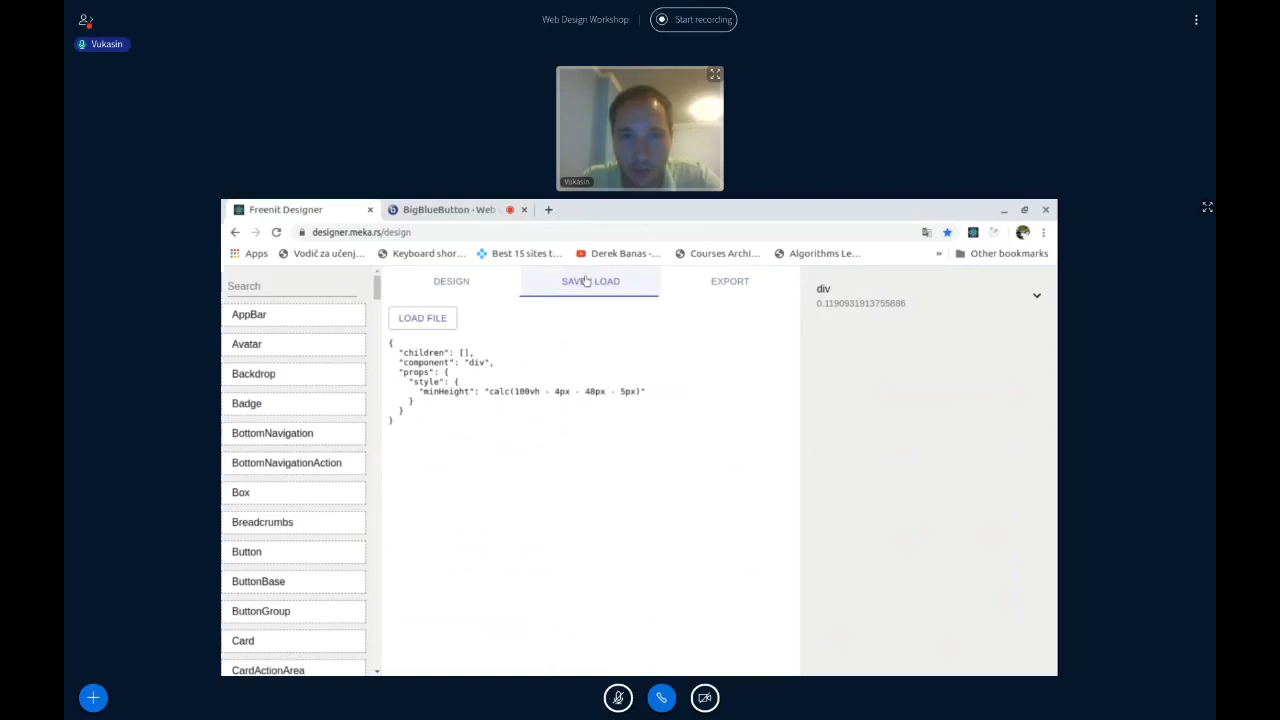 Web Design Workshop
Start recording
Vukasin
Vukasin
Freenit Designer
BigBlueButton - Web
designer.meka.rs/design
Apps
Vodič za učenj...
Keyboard shor...
Best 15 sites t...
Derek Banas -...
Courses Archi...
Algorithms Le...
»
Other bookmarks
Search
AppBar
Avatar
Backdrop
Badge
BottomNavigation
BottomNavigationAction
Box
Breadcrumbs
Button
ButtonBase
ButtonGroup
Card
CardActionArea
DESIGN
LOAD
EXPORT
LOAD FILE
{
"children": [],
"component": "div",
"props": {
"style": {
"minHeight": "calc(100vh - 4px - 48px - 5px)"
}
}
}
div
0.1190931913755886